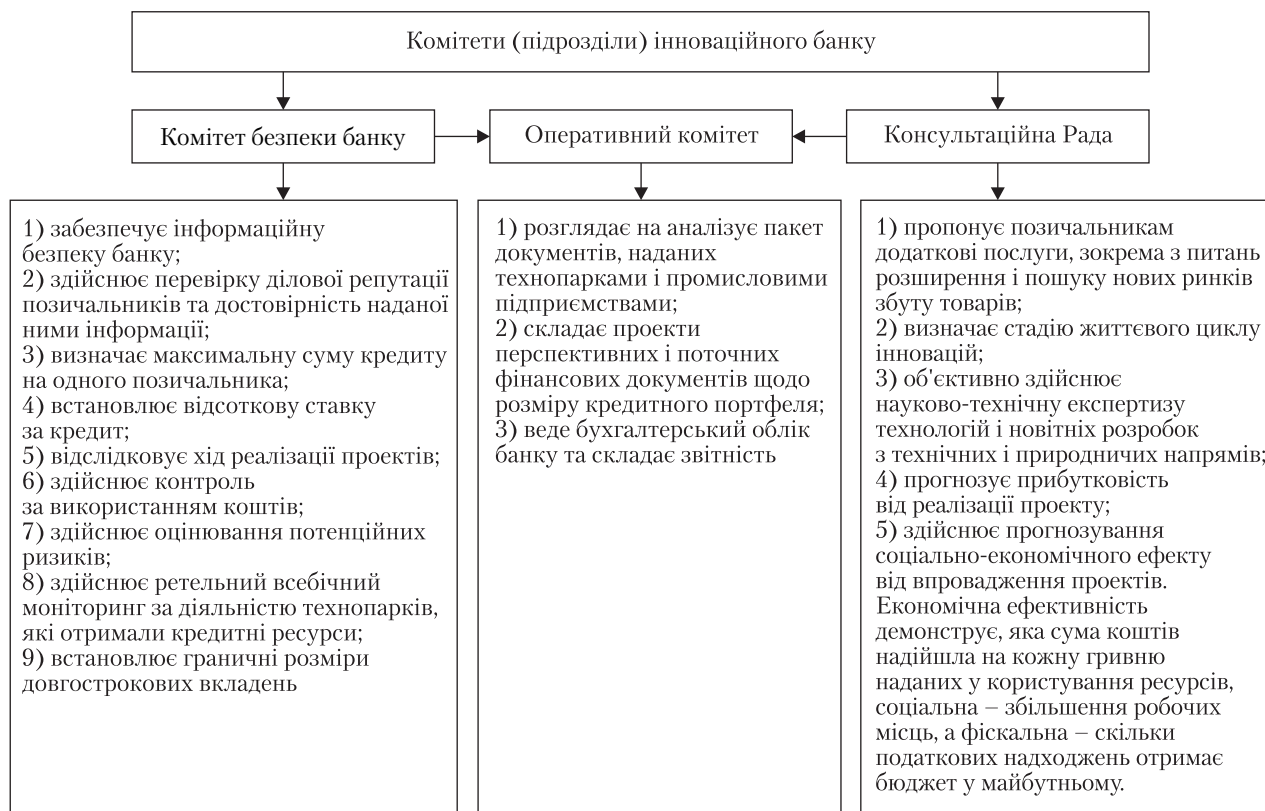 Комітети (підрозділи) інноваційного банку
Комітет безпеки банку
Оперативний комітет
Консультаційна Рада
1) забезпечує інформаційну
безпеку банку;
2) здійснює перевірку ділової репутації
позичальників та достовірність наданої
ними інформації;
3) визначає максимальну суму кредиту
на одного позичальника;
4) встановлює відсоткову ставку
за кредит;
5) відслідковує хід реалізації проектів;
6) здійснює контроль
за використанням коштів;
7) здійснює оцінювання потенційних
ризиків;
8) здійснює ретельний всебічний
моніторинг за діяльністю технопарків,
які отримали кредитні ресурси;
9) встановлює граничні розміри
довгострокових вкладень
1) розглядає на аналізує пакет
документів, наданих
технопарками і промисловими
підприємствами;
2) складає проекти
перспективних і поточних
фінансових документів щодо
розміру кредитного портфеля;
3) веде бухгалтерський облік
банку та складає звітність
1) пропонує позичальникам
додаткові послуги, зокрема з питань
розширення і пошуку нових ринків
збуту товарів;
2) визначає стадію життєвого циклу
інновацій;
3) об'єктивно здійснює
науково-технічну експертизу
технологій і новітніх розробок
з технічних і природничих напрямів;
4) прогнозує прибутковість
від реалізації проекту;
5) здійснює прогнозування
соціально-економічного ефекту
від впровадження проектів.
Економічна ефективність
демонструє, яка сума коштів
надійшла на кожну гривню
наданих у користування ресурсів,
соціальна – збільшення робочих
місць, а фіскальна – скільки
податкових надходжень отримає
бюджет у майбутньому.